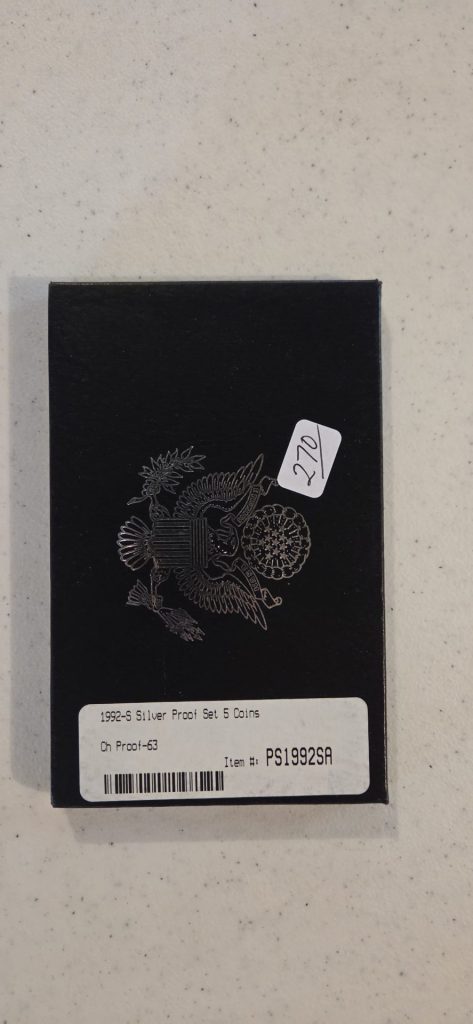 270/
1992-S Silver Proof Set 5 Coins
Ch Proof-63
Item #: PS1992SA